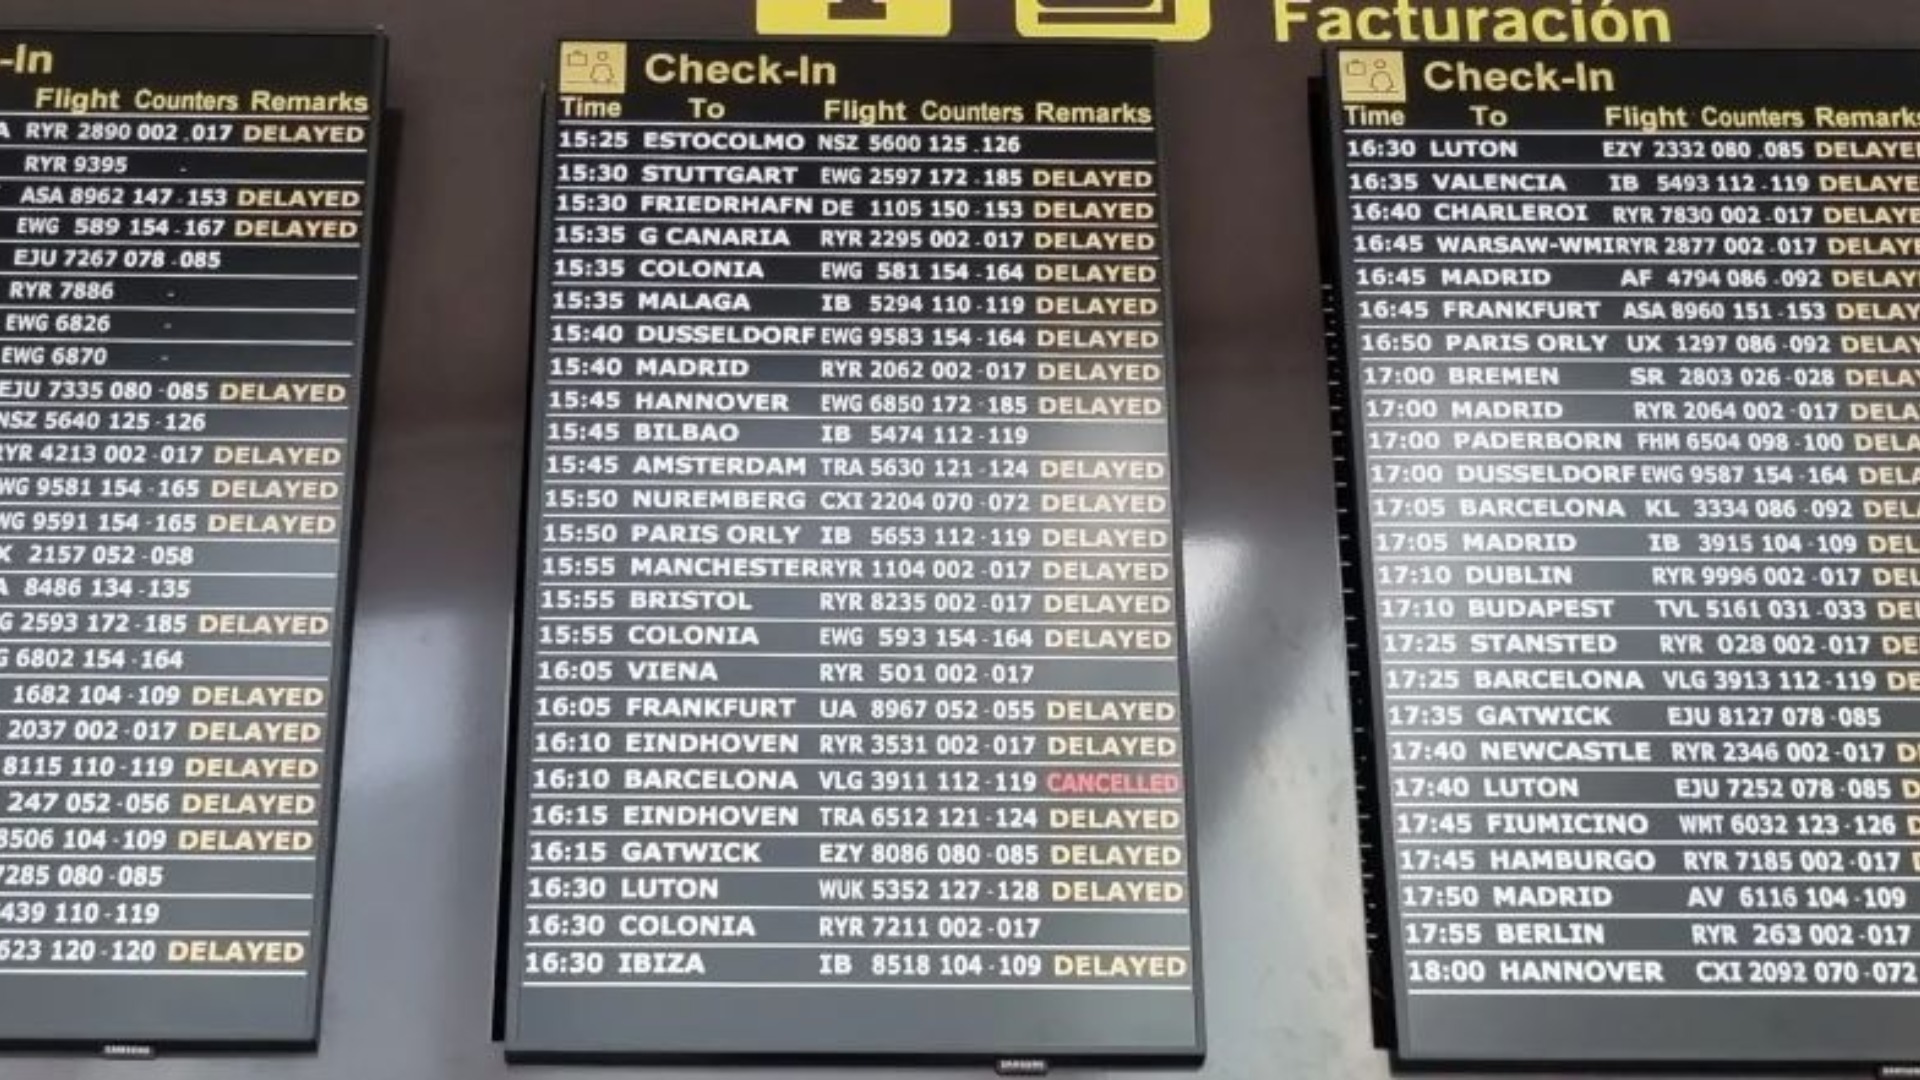 Facturación
-In
Flight Counters Remarks
A RYR 2890 002 .017 DELAYED
RYR 9395 -
ASA 8962 147 - 153 DELAYED
EWG 589 154 - 167 DELAYED
EJU 7267 078 - 085
RYR 7886 -
EWG 6826 -
EWG 6870 -
EJU 7335 080 - 085 DELAYED
NSZ 5640 125 - 126
RYR 4213 002 - 017 DELAYED
WG 9581 154 - 165 DELAYED
WG 9591 154 - 165 DELAYED
X 2157 052 - 058
A 8486 134 - 135
G 2593 172 - 185 DELAYED
G 6802 154 - 164
1682 104 - 109 DELAYED
2037 002 - 017 DELAYED
8115 110 - 119 DELAYED
247 052 - 056 DELAYED
8506 104 - 109 DELAYED
7285 080 - 085
439 110 - 119
623 120 - 120 DELAYED
SAMSUNG
Check-In
Time To Flight Counters Remarks
15:25 ESTOCOLMO NSZ 5600 125 .126
15:30 STUTTGART EWG 2597 172 - 185 DELAYED
15:30 FRIEDRHAFN DE 1105 150 - 153 DELAYED
15:35 G CANARIA RYR 2295 002 - 017 DELAYED
15:35 COLONIA EWG 581 154 - 164 DELAYED
15:35 MALAGA IB 5294 110 - 119 DELAYED
15:40 DUSSELDORF EWG 9583 154 - 164 DELAYED
15:40 MADRID RYR 2062 002 - 017 DELAYED
15:45 HANNOVER EWG 6850 172 - 185 DELAYED
15:45 BILBAO IB 5474 112 - 119
15:45 AMSTERDAM TRA 5630 121 - 124 DELAYED
15:50 NUREMBERG CXI 2204 070 - 072 DELAYED
15:50 PARIS ORLY IB 5653 112 - 119 DELAYED
15:55 MANCHESTER RYR 1104 002 - 017 DELAYED
15:55 BRISTOL RYR 8235 002 - 017 DELAYED
15:55 COLONIA EWG 593 154 - 164 DELAYED
16:05 VIENA RYR 501 002 - 017
16:05 FRANKFURT UA 8967 052 - 055 DELAYED
16:10 EINDHOVEN RYR 3531 002 - 017 DELAYED
16:10 BARCELONA VLG 3911 112 - 119 CANCELLED
16:15 EINDHOVEN TRA 6512 121 - 124 DELAYED
16:15 GATWICK EZY 8086 080 - 085 DELAYED
16:30 LUTON WUK 5352 127 - 128 DELAYED
16:30 COLONIA RYR 7211 002 - 017
16:30 IBIZA IB 8518 104 - 109 DELAYED
SAMSUNG
Check-In
Time To Flight Counters Remarks
16:30 LUTON EZY 2332 080 .085 DELAYE
16:35 VALENCIA IB 5493 112 - 119 DELAYE
16:40 CHARLEROI RYR 7830 002 - 017 DELAYE
16:45 WARSAW-WMI RYR 2877 002 - 017 DELAYE
16:45 MADRID AF 4794 086 - 092 DELAYE
16:45 FRANKFURT ASA 8960 151 - 153 DELAY
16:50 PARIS ORLY UX 1297 086 - 092 DELAY
17:00 BREMEN SR 2803 026 - 028 DELAY
17:00 MADRID RYR 2064 002 - 017 DELA
17:00 PADERBORN FHM 6504 098 - 100 DELA
17:00 DUSSELDORF EWG 9587 154 - 164 DELA
17:05 BARCELONA KL 3334 086 - 092 DELA
17:05 MADRID IB 3915 104 - 109 DEL
17:10 DUBLIN RYR 9996 002 - 017 DEL
17:10 BUDAPEST TVL 5161 031 - 033 DEL
17:25 STANSTED RYR 028 002 - 017 DE
17:25 BARCELONA VLG 3913 112 - 119 DE
17:35 GATWICK EJU 8127 078 - 085
17:40 NEWCASTLE RYR 2346 002 - 017 D
17:40 LUTON EJU 7252 078 - 085 D
17:45 FIUMICINO WMT 6032 123 - 126 D
17:45 HAMBURGO RYR 7185 002 - 017
17:50 MADRID AV 6116 104 - 109
17:55 BERLIN RYR 263 002 - 017
18:00 HANNOVER CXI 2092 070 - 072